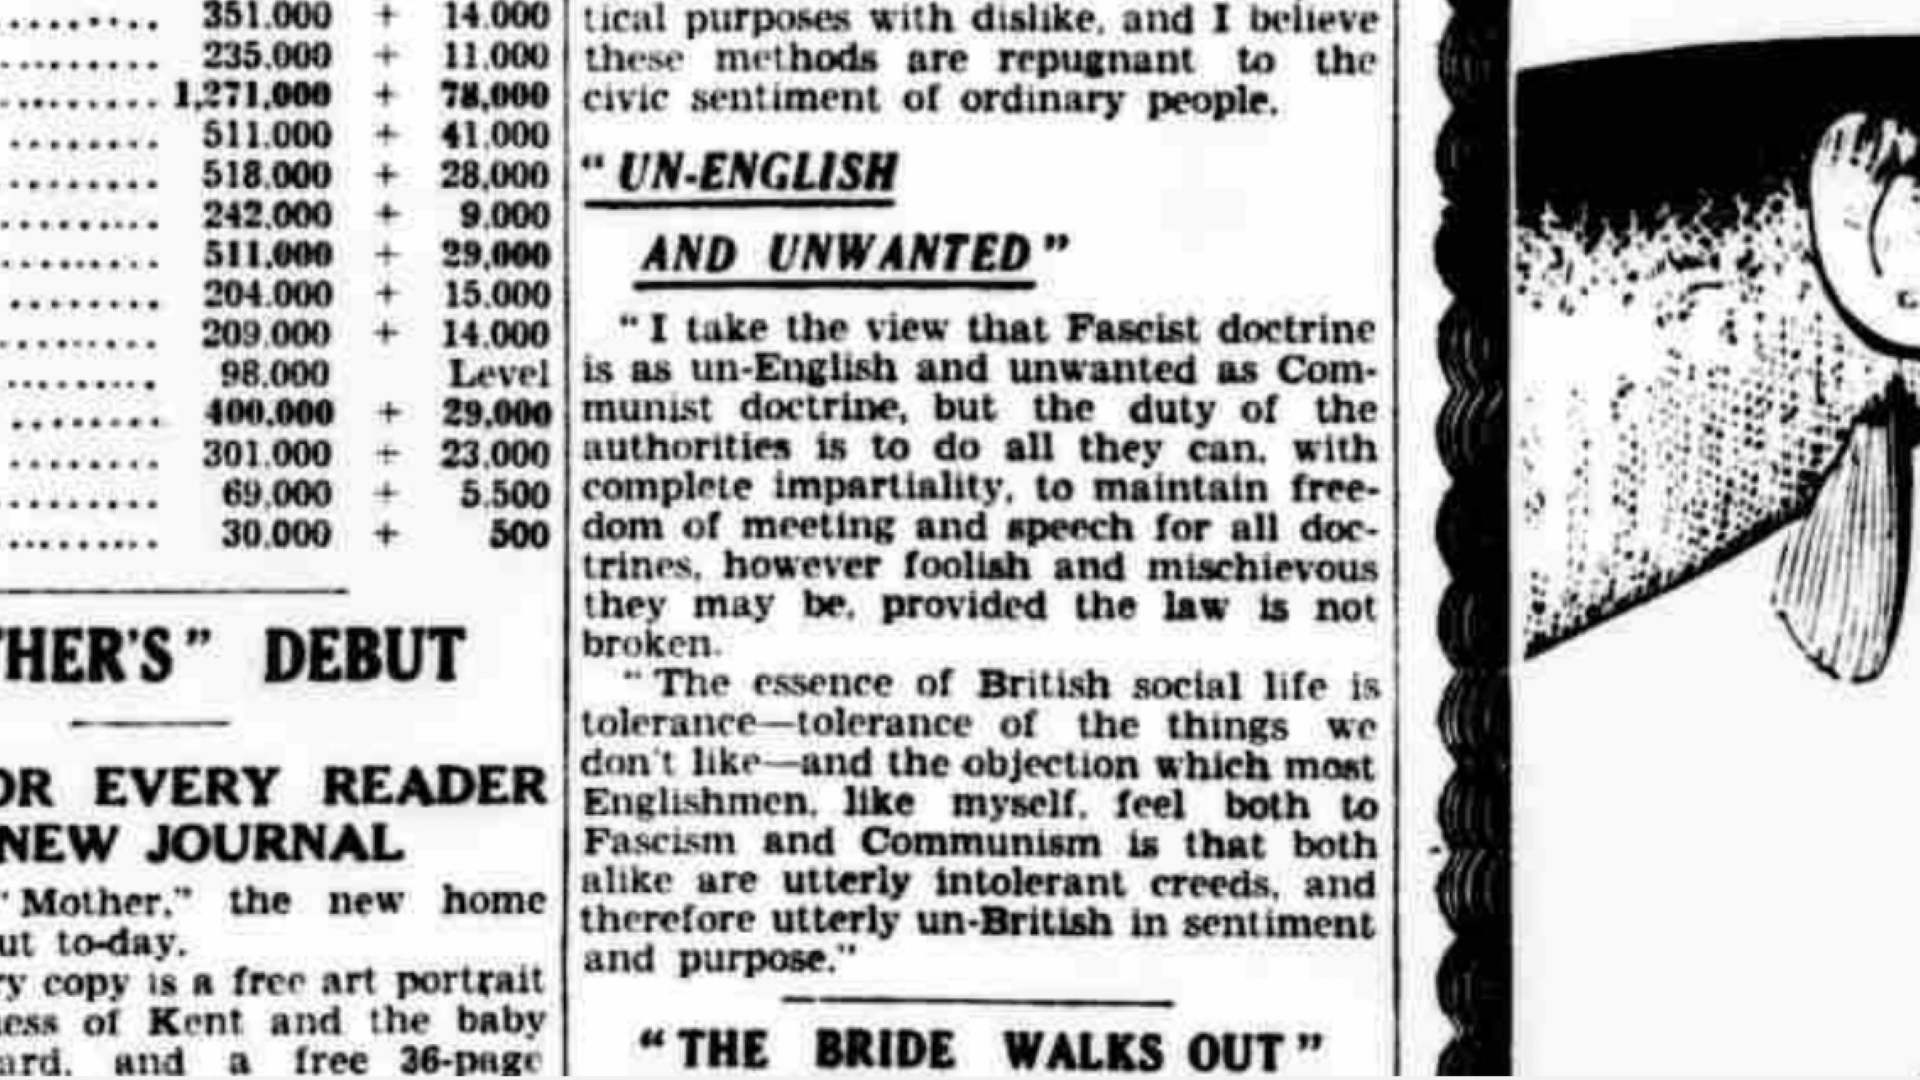 351.000 + 14.000
235.000 + 11.000
1,271,000 + 78,000
511.000 + 41.000
518.000 + 28,000
242.000 + 9.000
511.000 + 29,000
204.000 + 15.000
209.000 + 14.000
98.000 Level
400,000 + 29,000
301.000 + 23.000
69,000 + 5.500
30.000 + 500
THER'S" DEBUT
OR EVERY READER
NEW JOURNAL
"Mother," the new home
ut to-day.
ry copy is a free art portrait
ess of Kent and the baby
ard, and a free 36-page
tical purposes with dislike, and I believe
these methods are repugnant to the
civic sentiment of ordinary people.
"UN-ENGLISH
AND UNWANTED"
"I take the view that Fascist doctrine
is as un-English and unwanted as Com-
munist doctrine, but the duty of the
authorities is to do all they can, with
complete impartiality, to maintain free-
dom of meeting and speech for all doc-
trines, however foolish and mischievous
they may be, provided the law is not
broken.
"The essence of British social life is
tolerance—tolerance of the things we
don't like—and the objection which most
Englishmen, like myself, feel both to
Fascism and Communism is that both
alike are utterly intolerant creeds, and
therefore utterly un-British in sentiment
and purpose."
"THE BRIDE WALKS OUT"